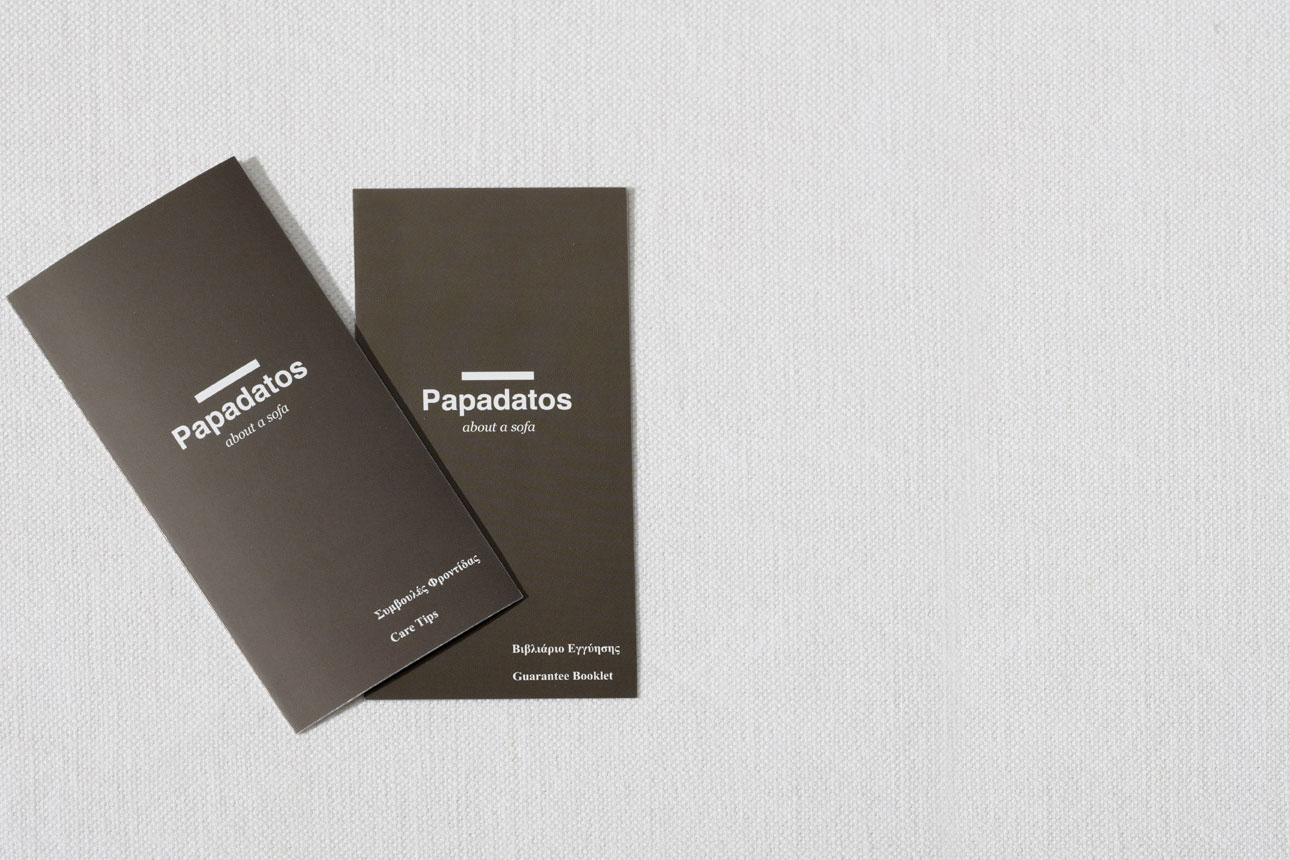 Papadatos
about a sofa
Συμβουλές Φροντίδας
Care Tips
Papadatos
about a sofa
Βιβλιάριο Εγγύησης
Guarantee Booklet